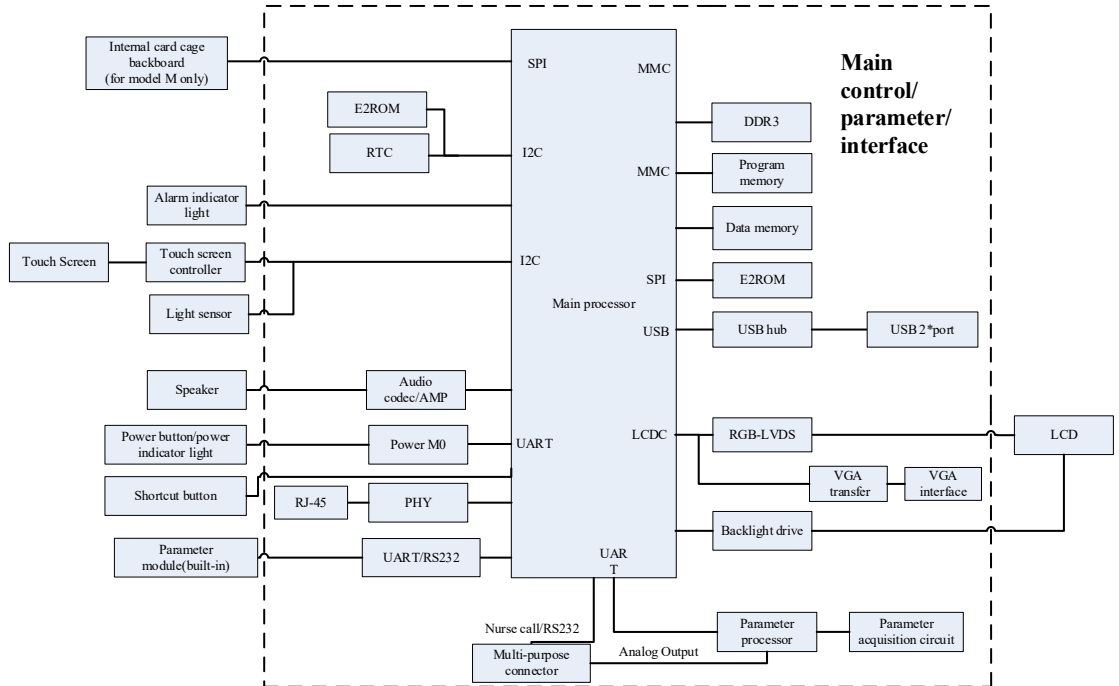 Internal card cage
backboard
(for model M only)
SPI
MMC
Main
control/
parameter/
interface
E2ROM
DDR3
RTC
I2C
MMC
Program
memory
Alarm indicator
light
Data memory
Touch Screen
Touch screen
controller
I2C
SPI
E2ROM
Light sensor
Main processor
USB
USB hub
USB 2*port
Speaker
Audio
codec/AMP
Power button/power
indicator light
Power M0
UART
LCDC
RGB-LVDS
LCD
Shortcut button
RJ-45
PHY
VGA
transfer
VGA
interface
Backlight drive
Parameter
module(built-in)
UART/RS232
UAR
T
Nurse call/RS232
Multi-purpose
connector
Analog Output
Parameter
processor
Parameter
acquisition circuit